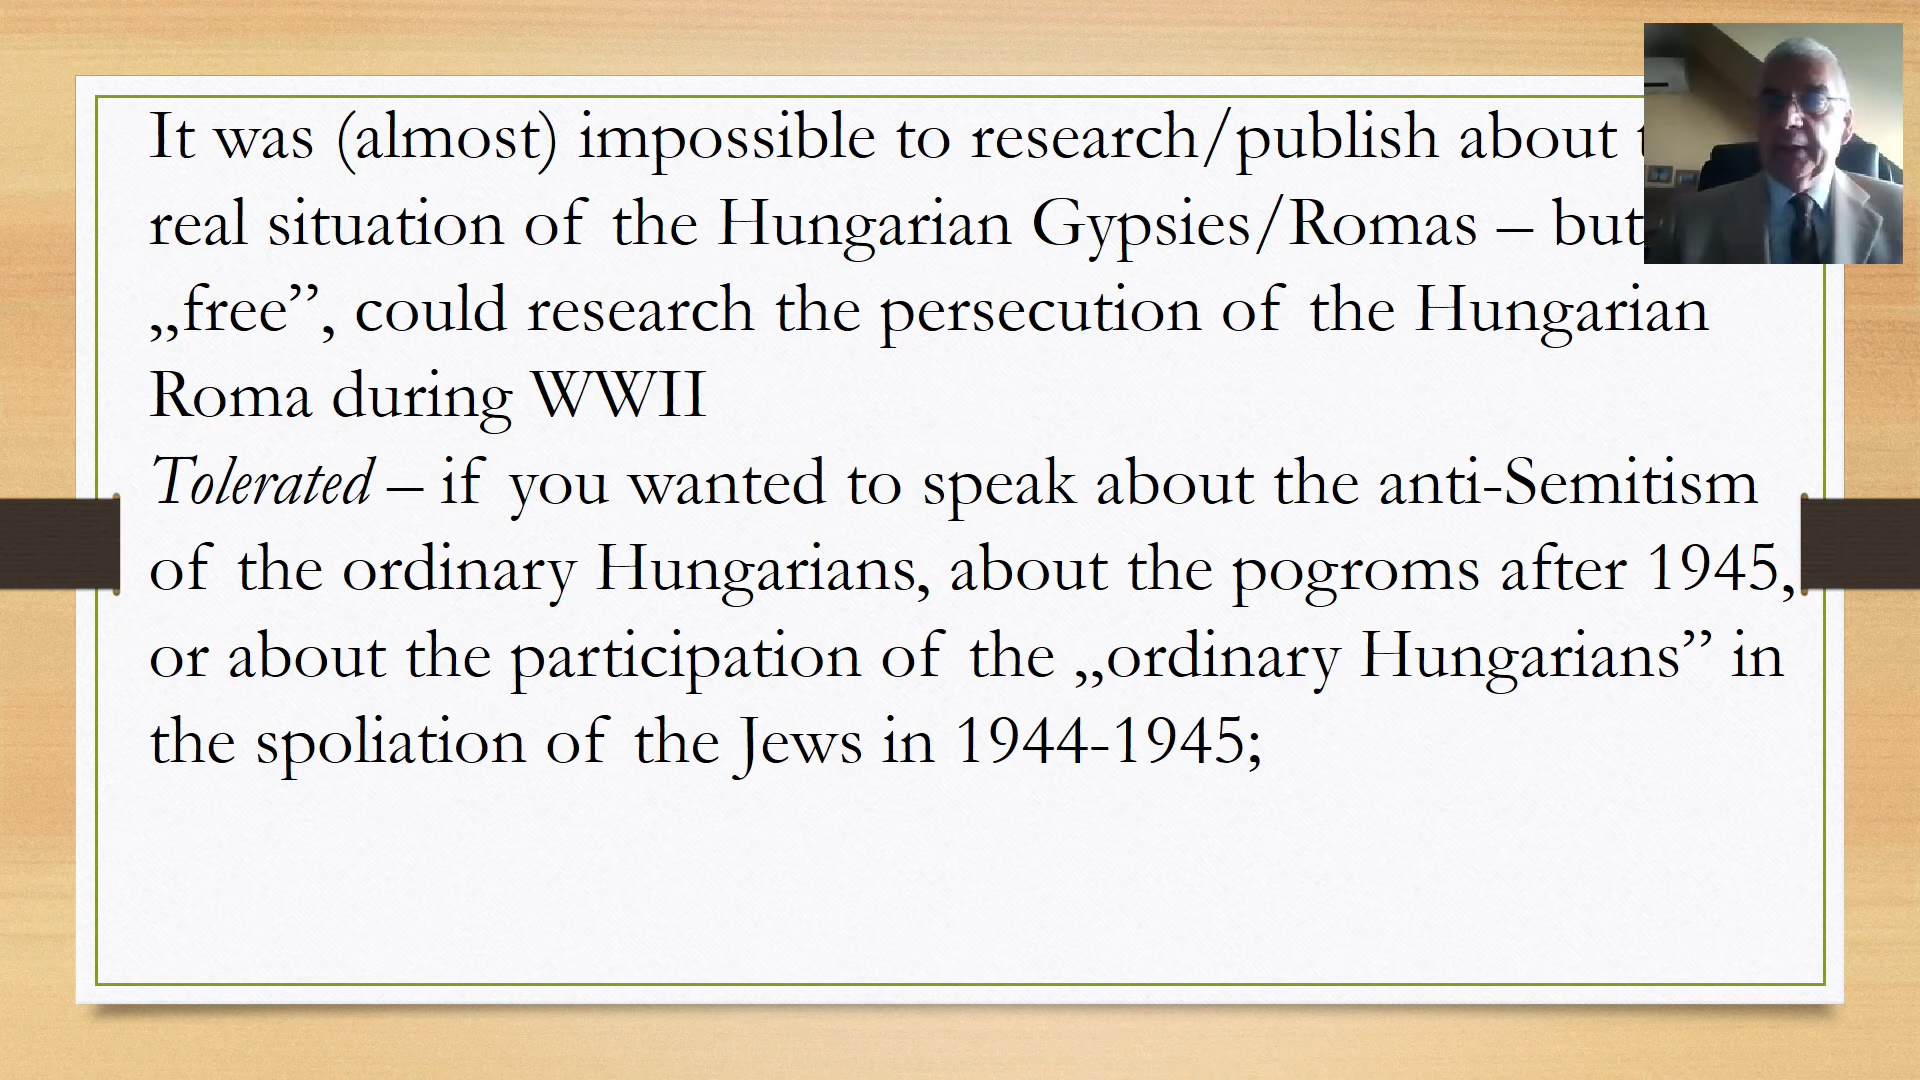 It was (almost) impossible to research/publish about
real situation of the Hungarian Gypsies/Romas – but
„free”, could research the persecution of the Hungarian
Roma during WWII
Tolerated – if you wanted to speak about the anti-Semitism
of the ordinary Hungarians, about the pogroms after 1945,
or about the participation of the „ordinary Hungarians” in
the spoliation of the Jews in 1944-1945;